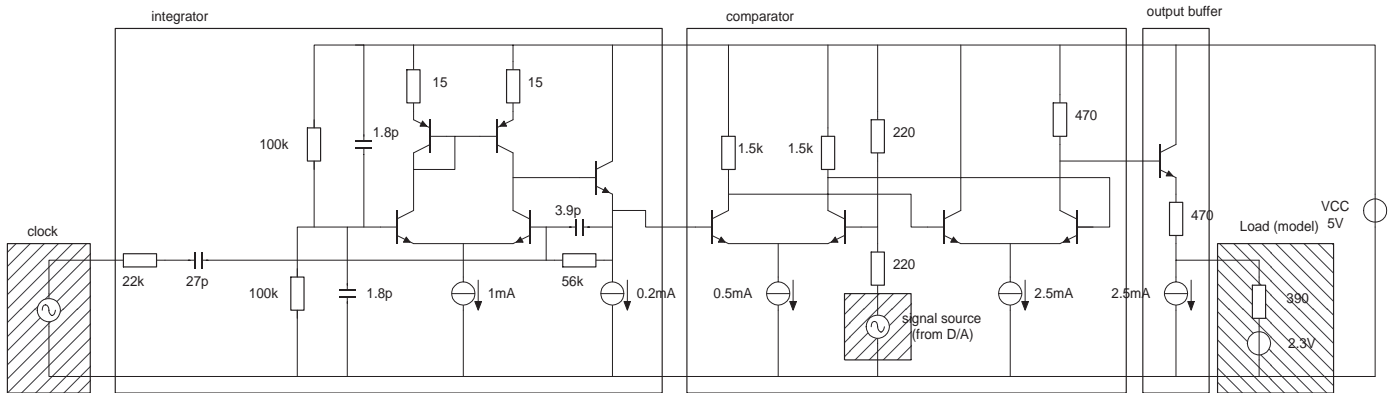 integrator
comparator
output buffer
15
15
1.8p
100k
470
220
1.5k
1.5k
3.9p
VCC
5V
470
Load (model)
clock
220
22k
27p
56k
100k
1.8p
1mA
0.2mA
0.5mA
2.5mA
2.5mA
390
signal source
(from D/A)
2.3V